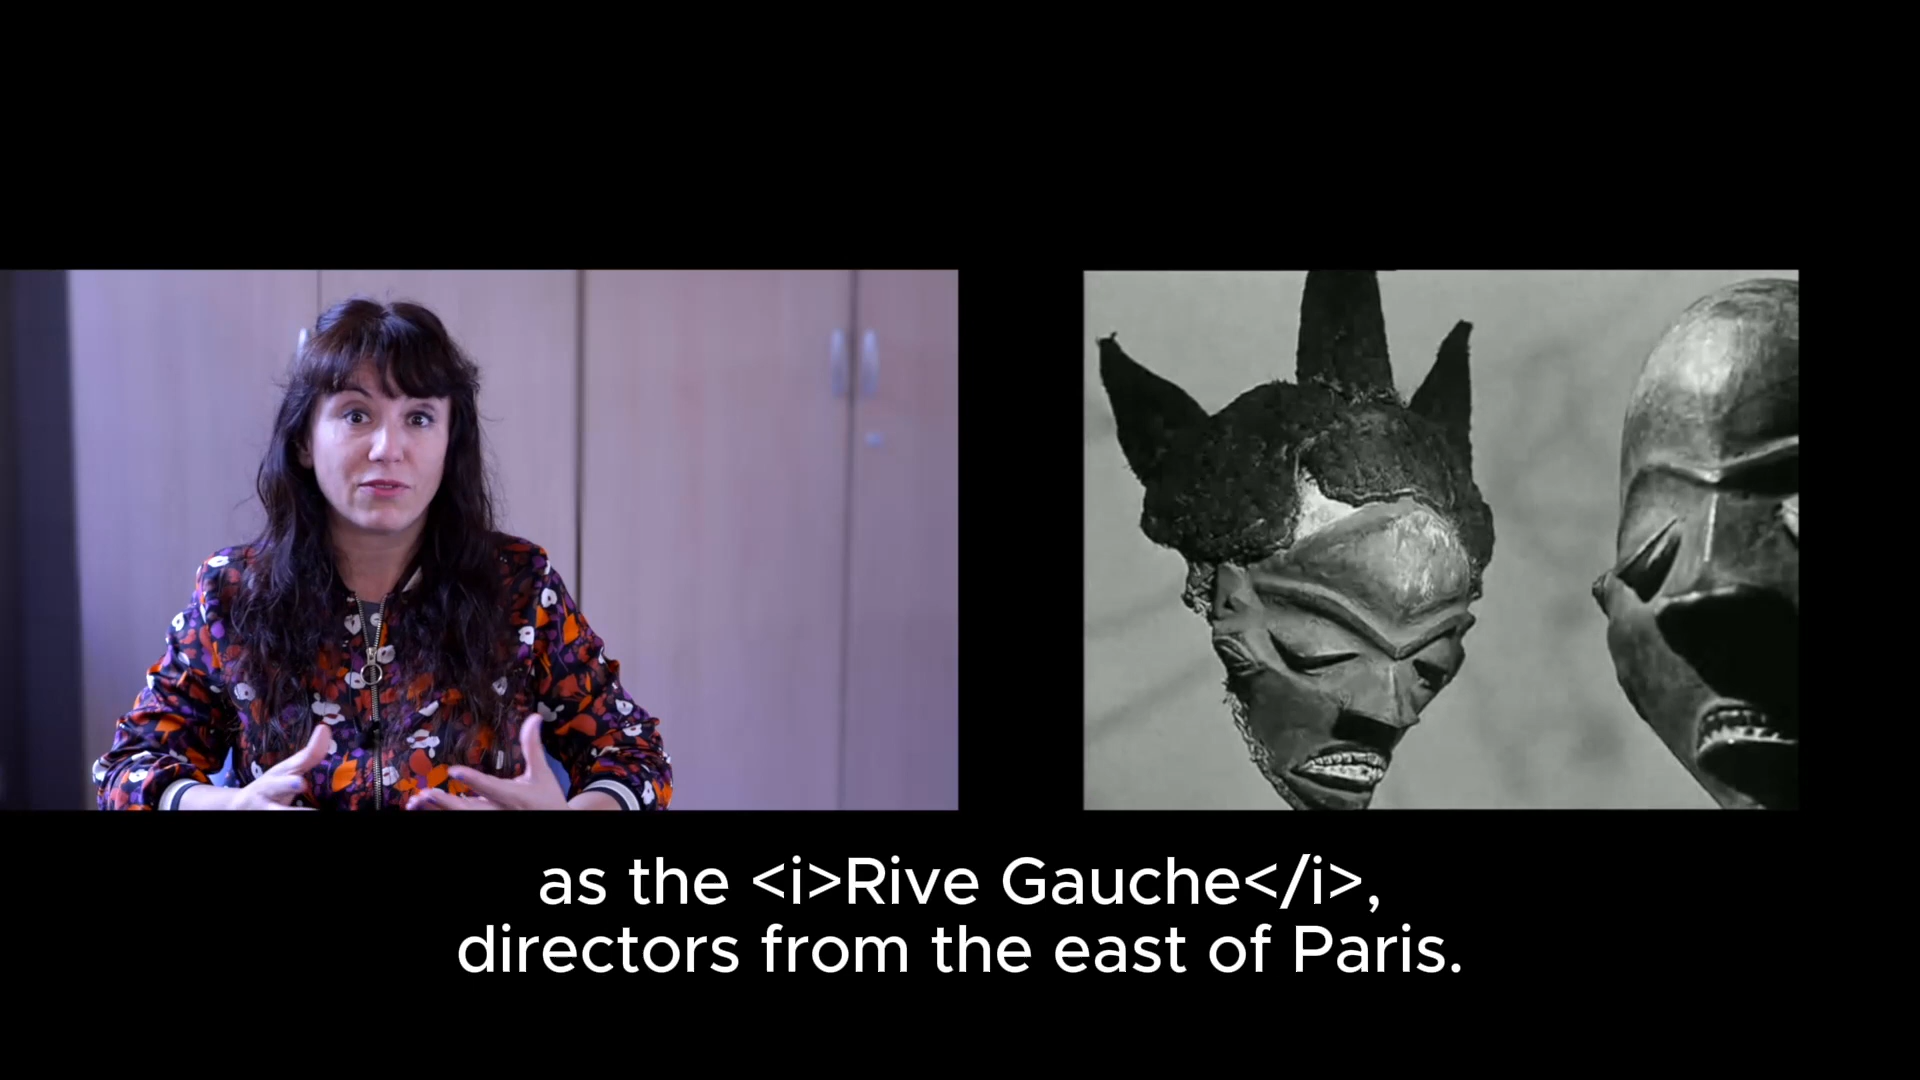 as the <i>Rive Gauche</i>,
directors from the east of Paris.